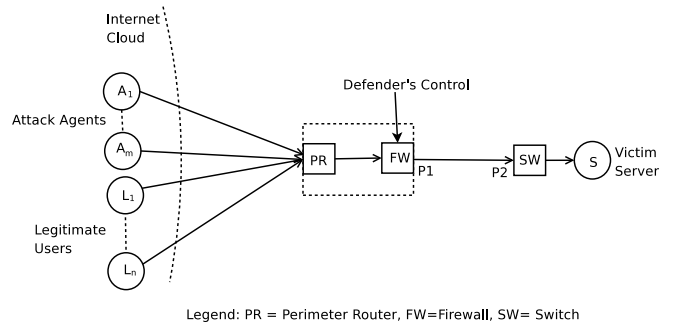 Internet
Cloud
Defender's Control
A1
Attack Agents
Am
PR
FW
P1
P2
SW
S
Victim
Server
L1
Legitimate
Users
Ln
Legend: PR = Perimeter Router, FW=Firewall, SW= Switch